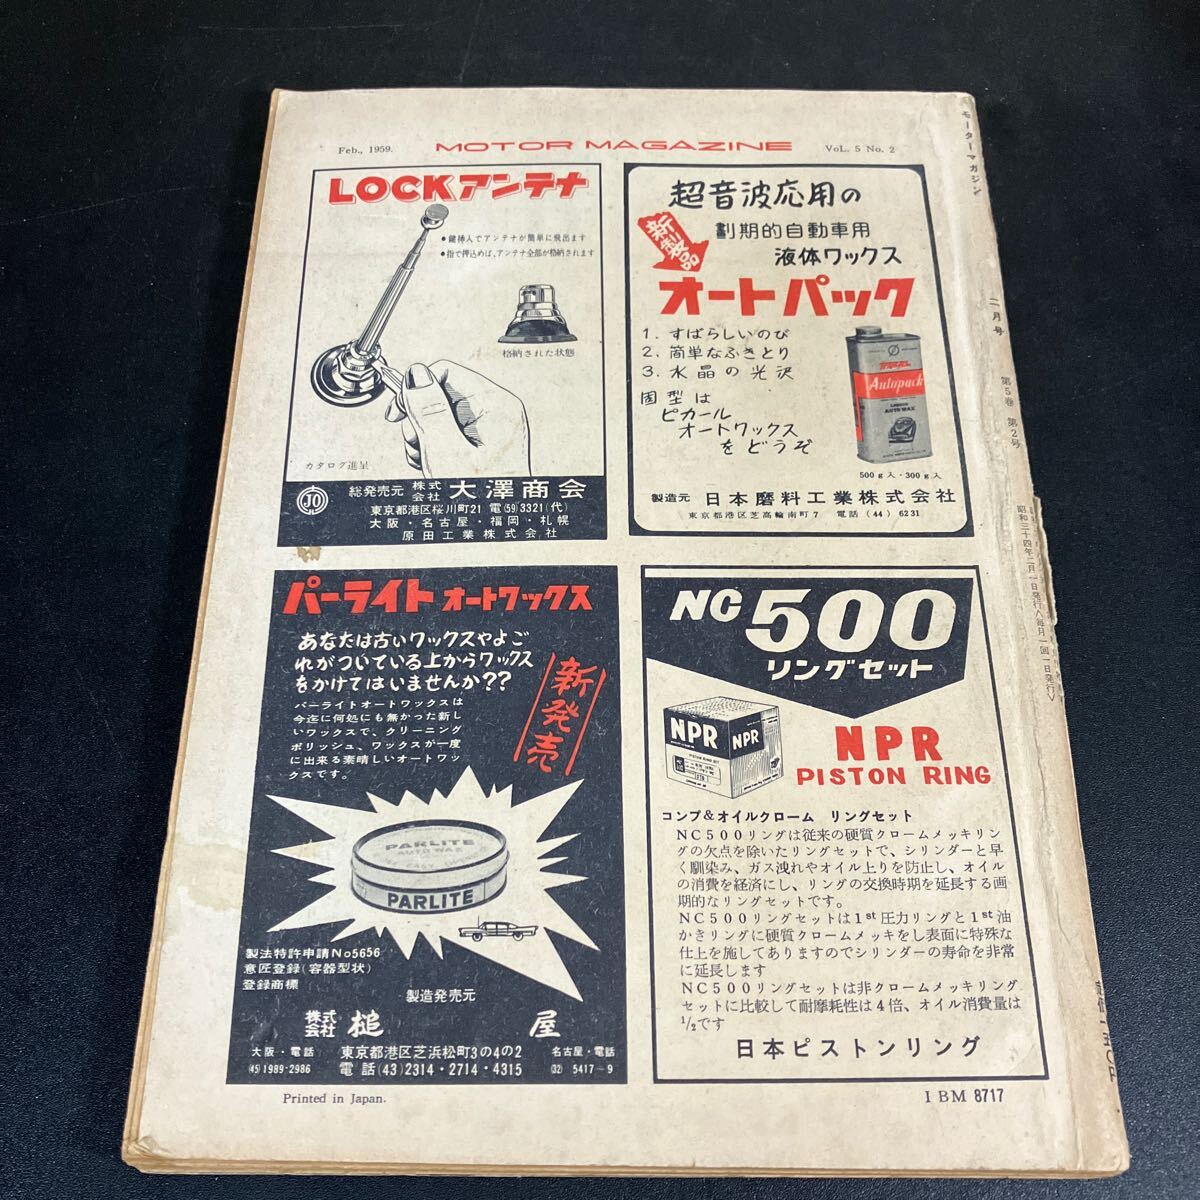 Feb., 1959.
MOTOR MAGAZINE
VoL. 5 No. 2
LOCKアンテナ
●鍵挿入でアンテナが簡単に飛出ます
●指で押込めば、アンテナ全部が格納されます
格納された状態
カタログ進呈
JO
総発売元 株式会社 大澤商会
東京都港区桜川町21 電(59)3321(代)
大阪・名古屋・福岡・札幌
原田工業株式会社
超音波応用の
新製品
劃期的自動車用
液体ワックス
オートパック
1. すばらしいのび
2. 簡単なふきとり
3. 水晶の光沢
固型は
ピカール
オートワックス
をどうぞ
Autopack
LIQUID
AUTO WAX
500g入・300g入
製造元 日本磨料工業株式会社
東京都港区芝高輪南町7 電話(44)6231
パーライト オートワックス
あなたは古いワックスやよご
れがついている上からワックス
をかけてはいませんか??
新発売
パーライトオートワックスは
今迄に何処にも無かった新し
いワックスで、クリーニング
ポリッシュ、ワックスが一度
に出来る素晴しいオートワッ
クスです。
PARLITE
AUTO WAX
PARLITE
製法特許申請No5656
意匠登録(容器型状)
登録商標
製造発売元
株式会社 槌屋
大阪・電話 東京都港区芝浜松町3の4の2 名古屋・電話
(45)1989-2986 電話(43)2314・2714・4315 (32)5417-9
NC500
リングセット
NPR
NPR
PISTON RING SET
NPR
PISTON RING
コンプ&オイルクローム リングセット
NC500リングは従来の硬質クロームメッキリン
グの欠点を除いたリングセットで、シリンダーと早
く馴染み、ガス洩れやオイル上りを防止し、オイル
の消費を経済にし、リングの交換時期を延長する画
期的なリングセットです。
NC500リングセットは1st圧力リングと1st油
かきリングに硬質クロームメッキをし表面に特殊な
仕上を施してありますのでシリンダーの寿命を非常
に延長します
NC500リングセットは非クロームメッキリング
セットに比較して耐摩耗性は4倍、オイル消費量は
1/2です
日本ピストンリング
Printed in Japan.
IBM 8717
モーターマガジン
二月号
第5巻 第2号
昭和三十四年二月一日発行<毎月一回一日発行>